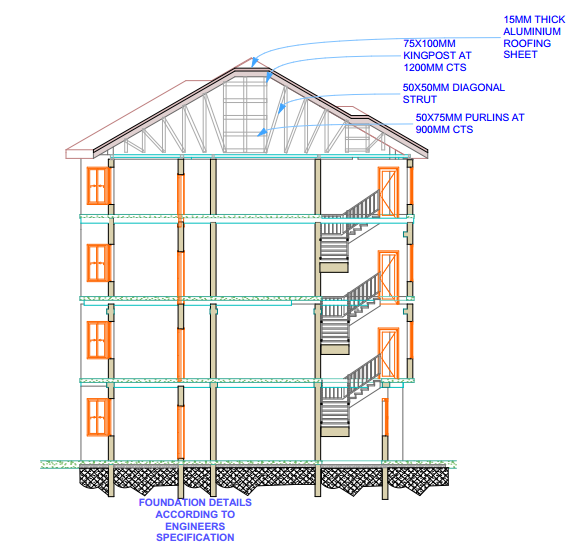 15MM THICK
ALUMINIUM
ROOFING
SHEET
75X100MM
KINGPOST AT
1200MM CTS
50X50MM DIAGONAL
STRUT
50X75MM PURLINS AT
900MM CTS
FOUNDATION DETAILS
ACCORDING TO
ENGINEERS
SPECIFICATION